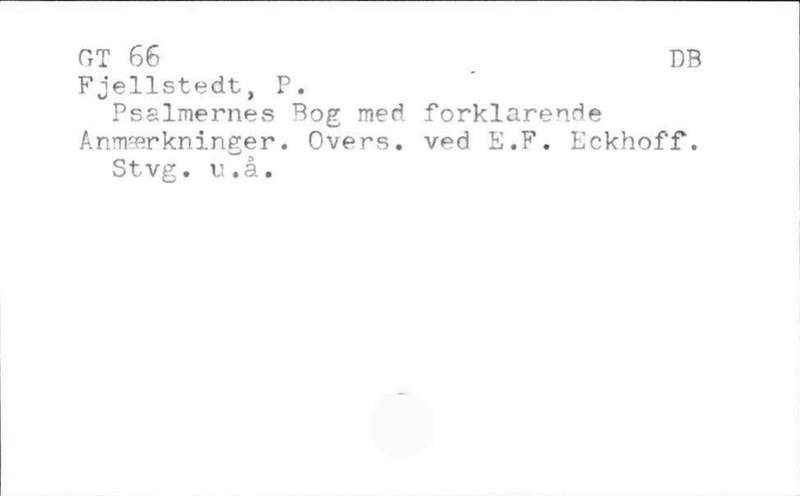 GT 66 DB
Fjellstedt, P.
Psalmernes Bog med forklarende
Anmærkninger. Overs. ved E.F. Eckhoff.
Stvg. u.å.